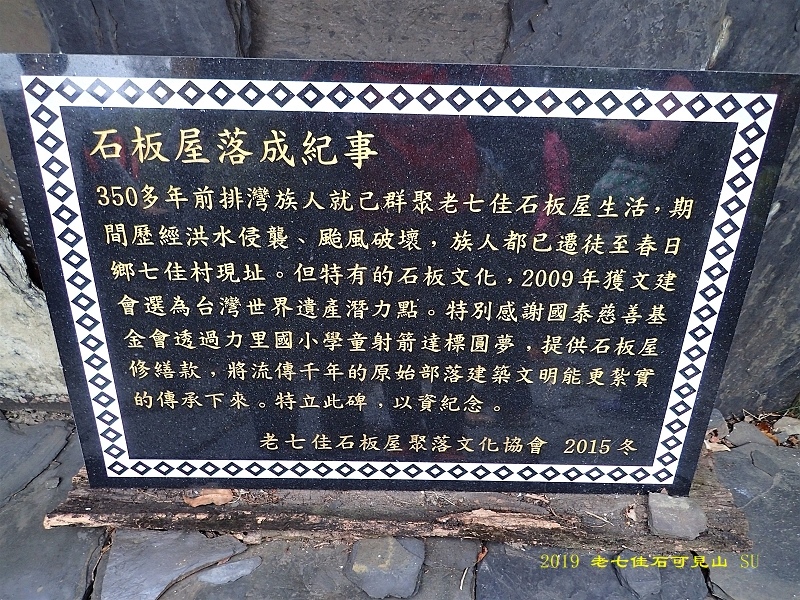 石板屋落成紀事
350多年前排灣族人就已群聚老七佳石板屋生活，期
間歷經洪水侵襲、颱風破壞，族人都已遷徒至春日
鄉七佳村現址。但特有的石板文化，2009年獲文建
會選為台灣世界遺產潛力點。特別感謝國泰慈善基
金會透過力里國小學童射箭達標圓夢，提供石板屋
修繕款，將流傳千年的原始部落建築文明能更紮實
的傳承下來。特立此碑，以資紀念。
老七佳石板屋聚落文化協會 2015冬
2019 老七佳石可見山 SU